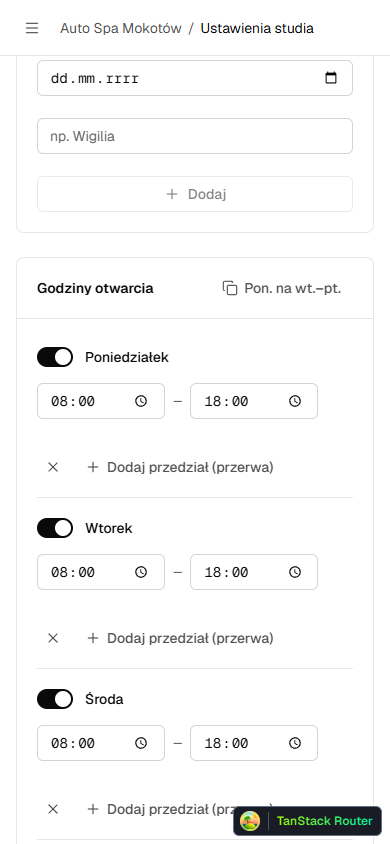 Auto Spa Mokotów / Ustawienia studia
dd.mm.rrrr
np. Wigilia
Dodaj
Godziny otwarcia
Pon. na wt.–pt.
Poniedziałek
08:00 – 18:00
Dodaj przedział (przerwa)
Wtorek
08:00 – 18:00
Dodaj przedział (przerwa)
Środa
08:00 – 18:00
Dodaj przedział
TanStack Router